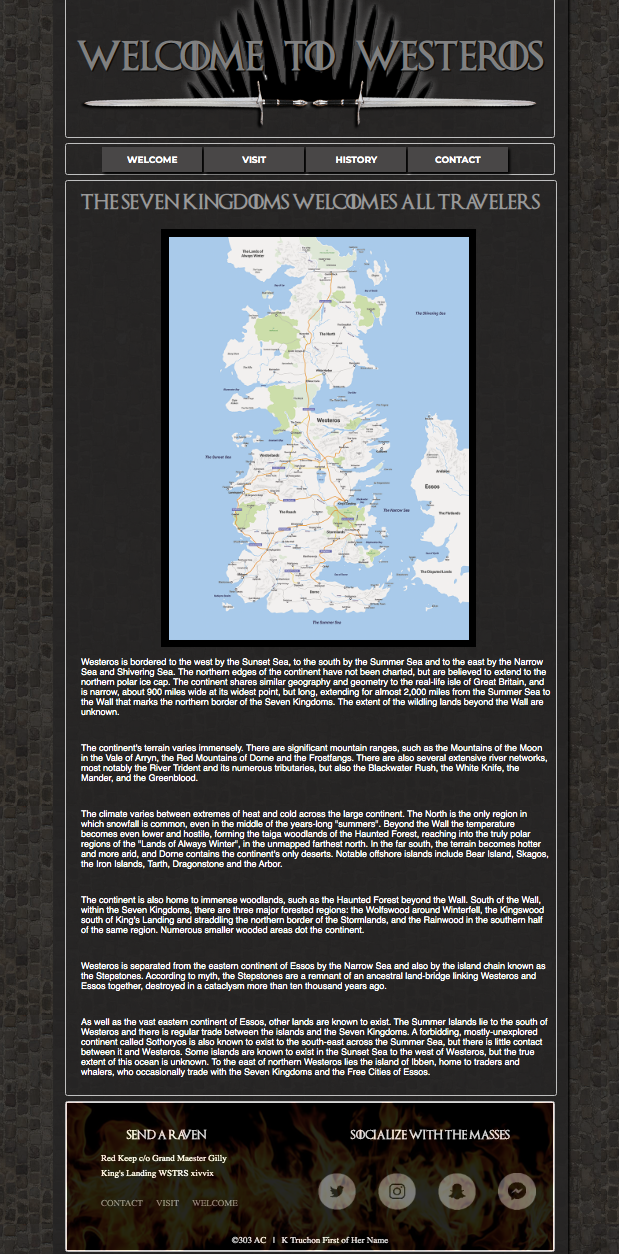 WELCOME TO WESTEROS
WELCOME VISIT HISTORY CONTACT
THE SEVEN KINGDOMS WELCOMES ALL TRAVELERS
The Lands of
Always Winter
The Shivering Sea
The North
Westeros
The Sunset Sea
Westerlands
Essos
The Reach
The Narrow Sea
The Flatlands
Stormlands
The Disputed Lands
Dorne
The Summer Sea
Westeros is bordered to the west by the Sunset Sea, to the south by the Summer Sea and to the east by the Narrow
Sea and Shivering Sea. The northern edges of the continent have not been charted, but are believed to extend to the
northern polar ice cap. The continent shares similar geography and geometry to the real-life isle of Great Britain, and
is narrow, about 900 miles wide at its widest point, but long, extending for almost 2,000 miles from the Summer Sea to
the Wall that marks the northern border of the Seven Kingdoms. The extent of the wildling lands beyond the Wall are
unknown.
The continent's terrain varies immensely. There are significant mountain ranges, such as the Mountains of the Moon
in the Vale of Arryn, the Red Mountains of Dorne and the Frostfangs. There are also several extensive river networks,
most notably the River Trident and its numerous tributaries, but also the Blackwater Rush, the White Knife, the
Mander, and the Greenblood.
The climate varies between extremes of heat and cold across the large continent. The North is the only region in
which snowfall is common, even in the middle of the years-long "summers". Beyond the Wall the temperature
becomes even lower and hostile, forming the taiga woodlands of the Haunted Forest, reaching into the truly polar
regions of the "Lands of Always Winter", in the unmapped farthest north. In the far south, the terrain becomes hotter
and more arid, and Dorne contains the continent's only deserts. Notable offshore islands include Bear Island, Skagos,
the Iron Islands, Tarth, Dragonstone and the Arbor.
The continent is also home to immense woodlands, such as the Haunted Forest beyond the Wall. South of the Wall,
within the Seven Kingdoms, there are three major forested regions: the Wolfswood around Winterfell, the Kingswood
south of King's Landing and straddling the northern border of the Stormlands, and the Rainwood in the southern half
of the same region. Numerous smaller wooded areas dot the continent.
Westeros is separated from the eastern continent of Essos by the Narrow Sea and also by the island chain known as
the Stepstones. According to myth, the Stepstones are a remnant of an ancestral land-bridge linking Westeros and
Essos together, destroyed in a cataclysm more than ten thousand years ago.
As well as the vast eastern continent of Essos, other lands are known to exist. The Summer Islands lie to the south of
Westeros and there is regular trade between the islands and the Seven Kingdoms. A forbidding, mostly-unexplored
continent called Sothoryos is also known to exist to the south-east across the Summer Sea, but there is little contact
between it and Westeros. Some islands are known to exist in the Sunset Sea to the west of Westeros, but the true
extent of this ocean is unknown. To the east of northern Westeros lies the island of Ibben, home to traders and
whalers, who occasionally trade with the Seven Kingdoms and the Free Cities of Essos.
SEND A RAVEN
Red Keep c/o Grand Maester Gilly
King's Landing WSTRS xivvix
CONTACT VISIT WELCOME
SOCIALIZE WITH THE MASSES
©303 AC | K Truchon First of Her Name